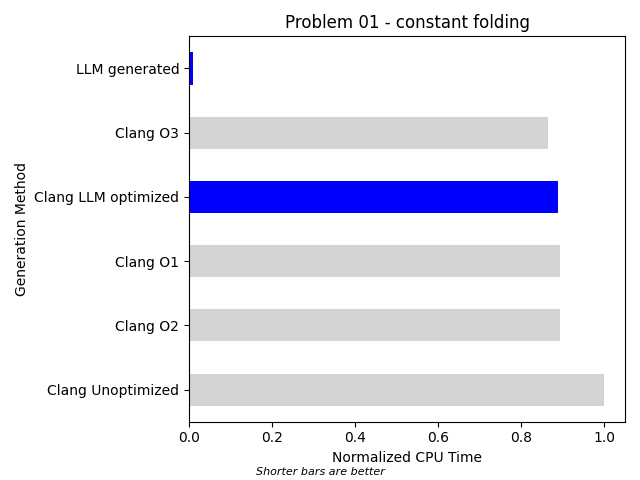 Problem 01 - constant folding
LLM generated
Clang O3
Clang LLM optimized
Clang O1
Clang O2
Clang Unoptimized
Generation Method
0.0 0.2 0.4 0.6 0.8 1.0
Normalized CPU Time
Shorter bars are better